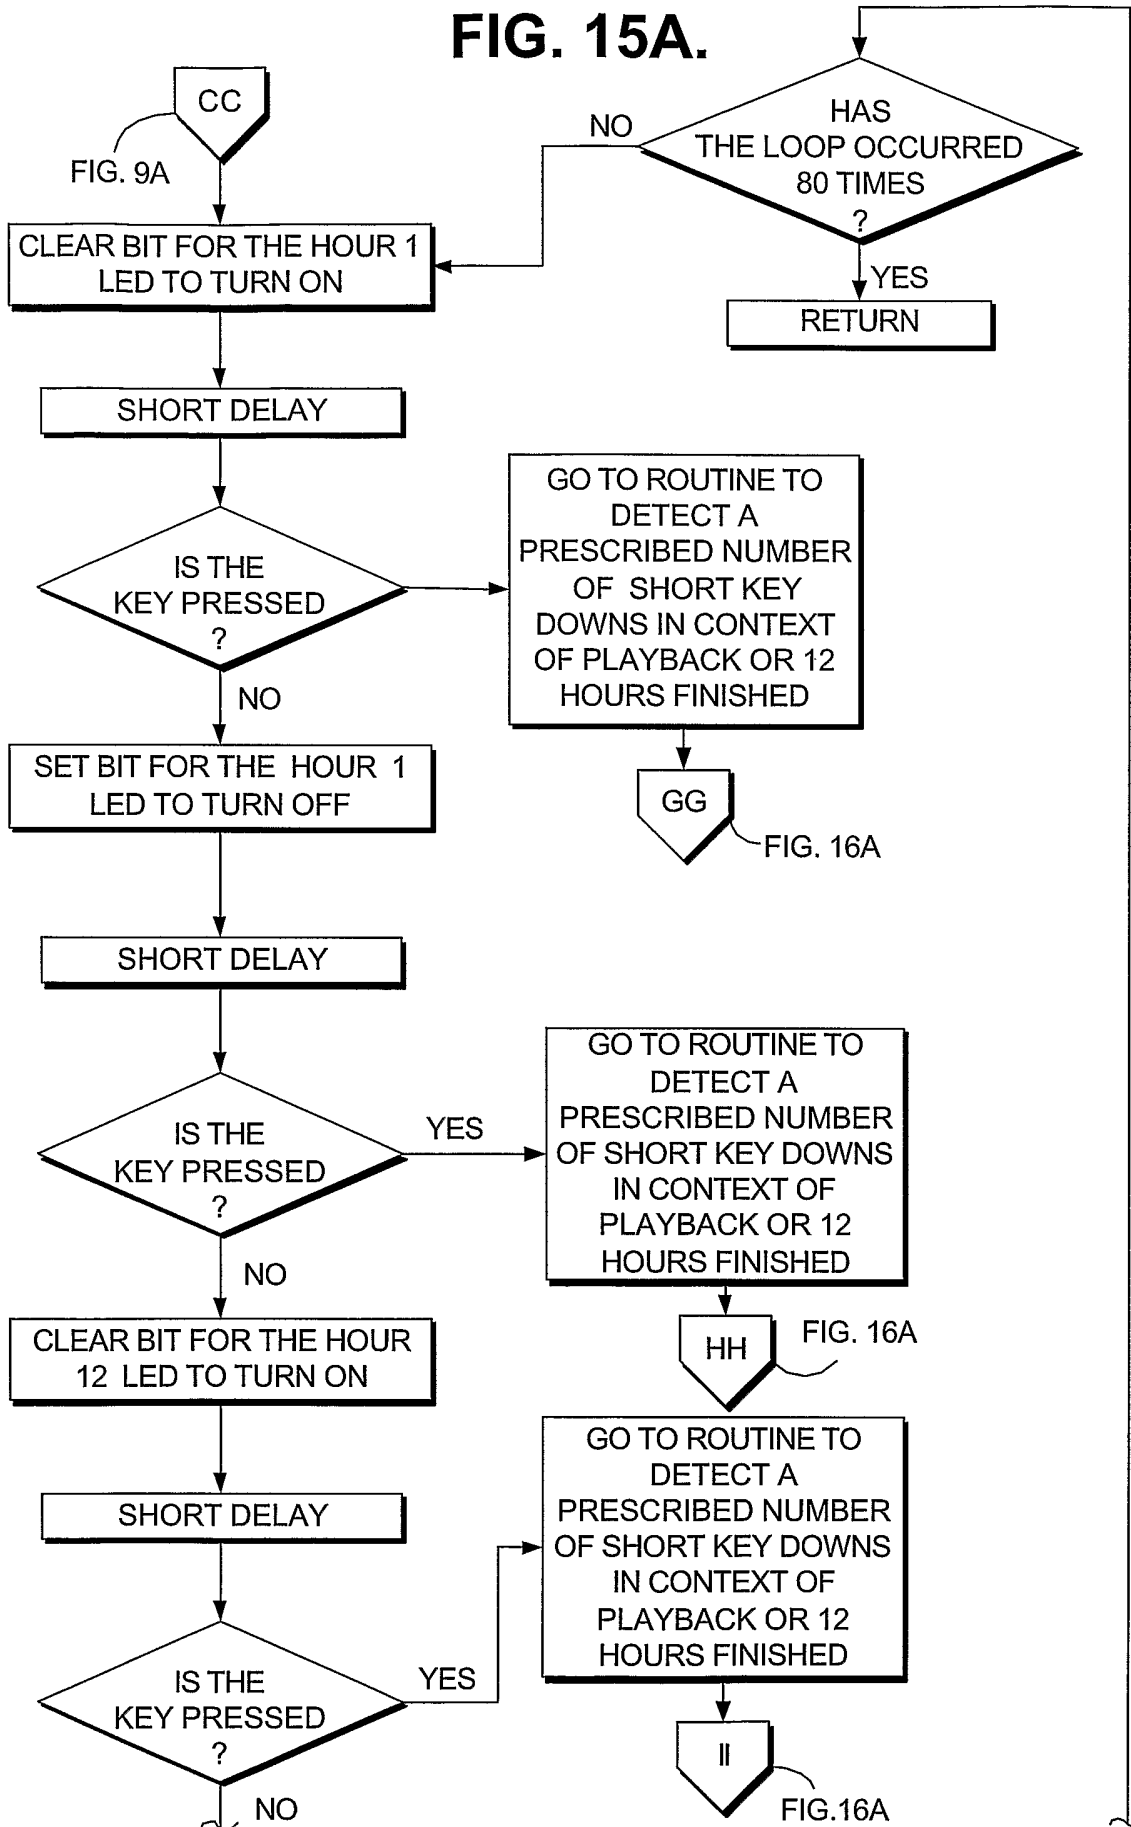 FIG. 15A.
CC
FIG. 9A
HAS
THE LOOP OCCURRED
80 TIMES
?
NO
YES
RETURN
CLEAR BIT FOR THE HOUR 1
LED TO TURN ON
SHORT DELAY
IS THE
KEY PRESSED
?
NO
GO TO ROUTINE TO
DETECT A
PRESCRIBED NUMBER
OF SHORT KEY
DOWNS IN CONTEXT
OF PLAYBACK OR 12
HOURS FINISHED
GG
FIG. 16A
SET BIT FOR THE HOUR 1
LED TO TURN OFF
SHORT DELAY
IS THE
KEY PRESSED
?
YES
NO
GO TO ROUTINE TO
DETECT A
PRESCRIBED NUMBER
OF SHORT KEY DOWNS
IN CONTEXT OF
PLAYBACK OR 12
HOURS FINISHED
HH
FIG. 16A
CLEAR BIT FOR THE HOUR
12 LED TO TURN ON
SHORT DELAY
IS THE
KEY PRESSED
?
YES
NO
GO TO ROUTINE TO
DETECT A
PRESCRIBED NUMBER
OF SHORT KEY DOWNS
IN CONTEXT OF
PLAYBACK OR 12
HOURS FINISHED
II
FIG.16A